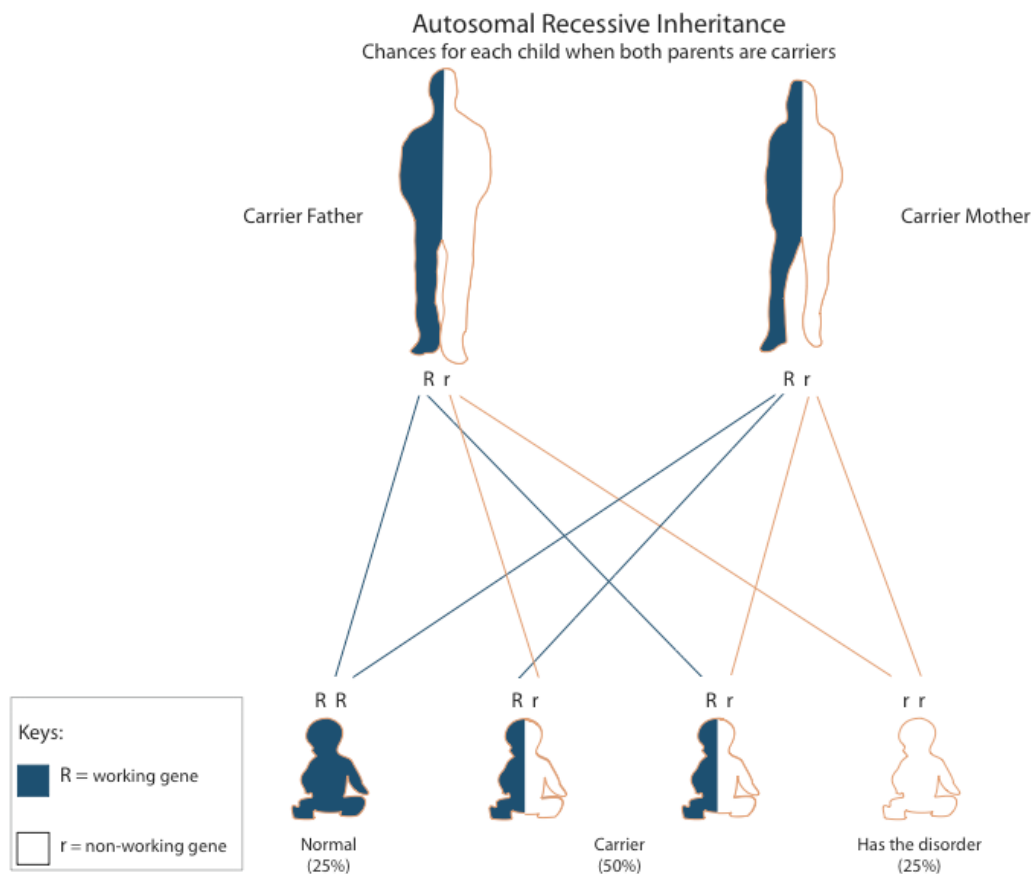 Autosomal Recessive Inheritance
Chances for each child when both parents are carriers
Carrier Father
Carrier Mother
R r
R r
R R
R r
R r
r r
Keys:
R = working gene
r = non-working gene
Normal
(25%)
Carrier
(50%)
Has the disorder
(25%)